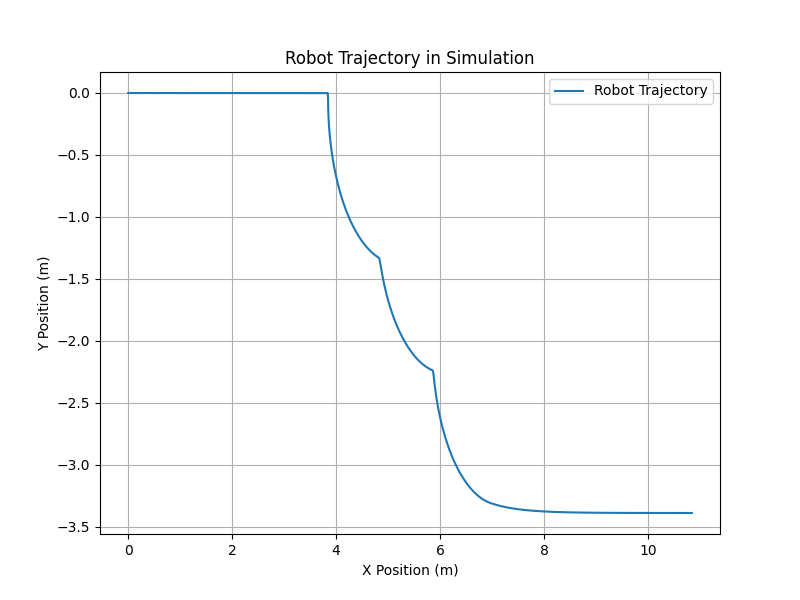 Robot Trajectory in Simulation
Robot Trajectory
0.0
−0.5
−1.0
−1.5
−2.0
−2.5
−3.0
−3.5
Y Position (m)
0 2 4 6 8 10
X Position (m)